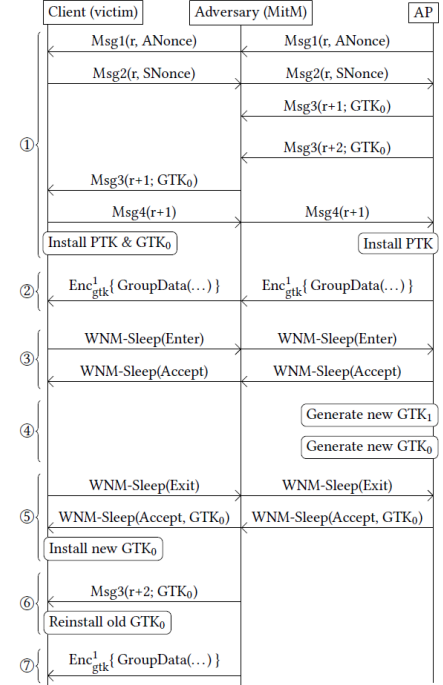 Client (victim) Adversary (MitM) AP
Msg1(r, ANonce) Msg1(r, ANonce)
Msg2(r, SNonce) Msg2(r, SNonce)
Msg3(r+1; GTK₀)
① Msg3(r+2; GTK₀)
Msg3(r+1; GTK₀)
Msg4(r+1) Msg4(r+1)
Install PTK & GTK₀ Install PTK
② Enc¹gtk{ GroupData(…) } Enc¹gtk{ GroupData(…) }
WNM-Sleep(Enter) WNM-Sleep(Enter)
③ WNM-Sleep(Accept) WNM-Sleep(Accept)
Generate new GTK₁
④ Generate new GTK₀
WNM-Sleep(Exit) WNM-Sleep(Exit)
⑤ WNM-Sleep(Accept, GTK₀) WNM-Sleep(Accept, GTK₀)
Install new GTK₀
Msg3(r+2; GTK₀)
⑥ Reinstall old GTK₀
⑦ Enc¹gtk{ GroupData(…) }